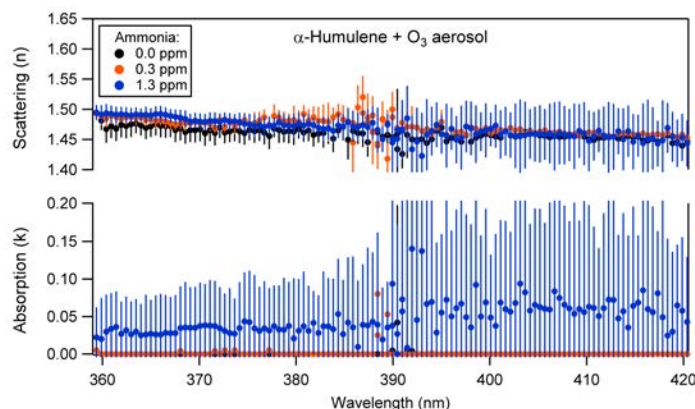 α-Humulene + O₃ aerosol
Ammonia:
0.0 ppm
0.3 ppm
1.3 ppm
Scattering (n)
1.65
1.60
1.55
1.50
1.45
1.40
Absorption (k)
0.20
0.15
0.10
0.05
0.00
360
370
380
390
400
410
420
Wavelength (nm)